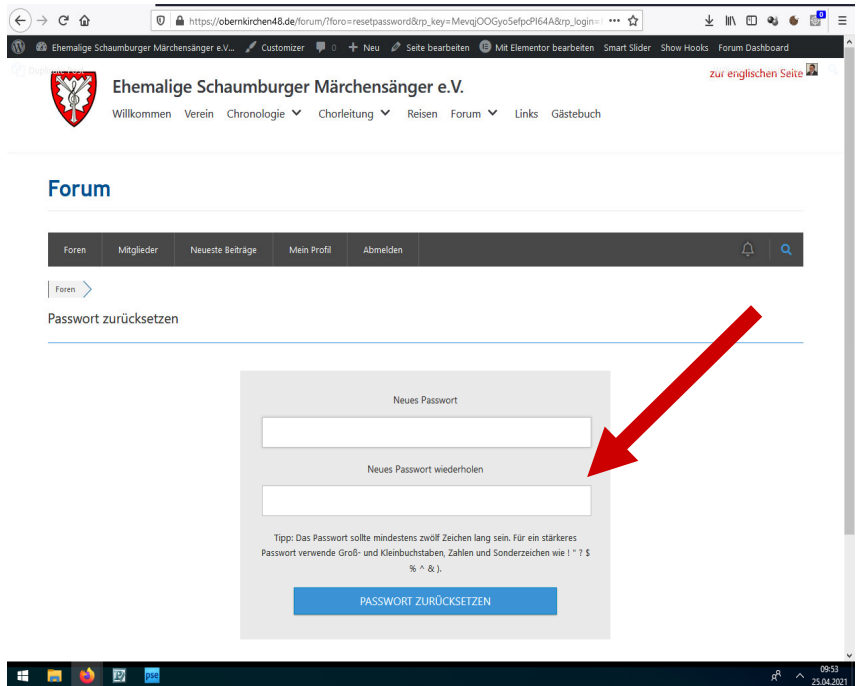 https://obernkirchen48.de/forum/?foro=resetpassword&rp_key=MevqjOOGyo5efpcPI64A&rp_login=
0
Ehemalige Schaumburger Märchensänger e.V... Customizer 0 Neu Seite bearbeiten Mit Elementor bearbeiten Smart Slider Show Hooks Forum Dashboard
zur englischen Seite
Ehemalige Schaumburger Märchensänger e.V.
Willkommen Verein Chronologie Chorleitung Reisen Forum Links Gästebuch
Forum
Foren Mitglieder Neueste Beiträge Mein Profil Abmelden
Foren
Passwort zurücksetzen
Neues Passwort
Neues Passwort wiederholen
Tipp: Das Passwort sollte mindestens zwölf Zeichen lang sein. Für ein stärkeres
Passwort verwende Groß- und Kleinbuchstaben, Zahlen und Sonderzeichen wie ! " ? $
% ^ & ).
PASSWORT ZURÜCKSETZEN
pse
09:53
25.04.2021